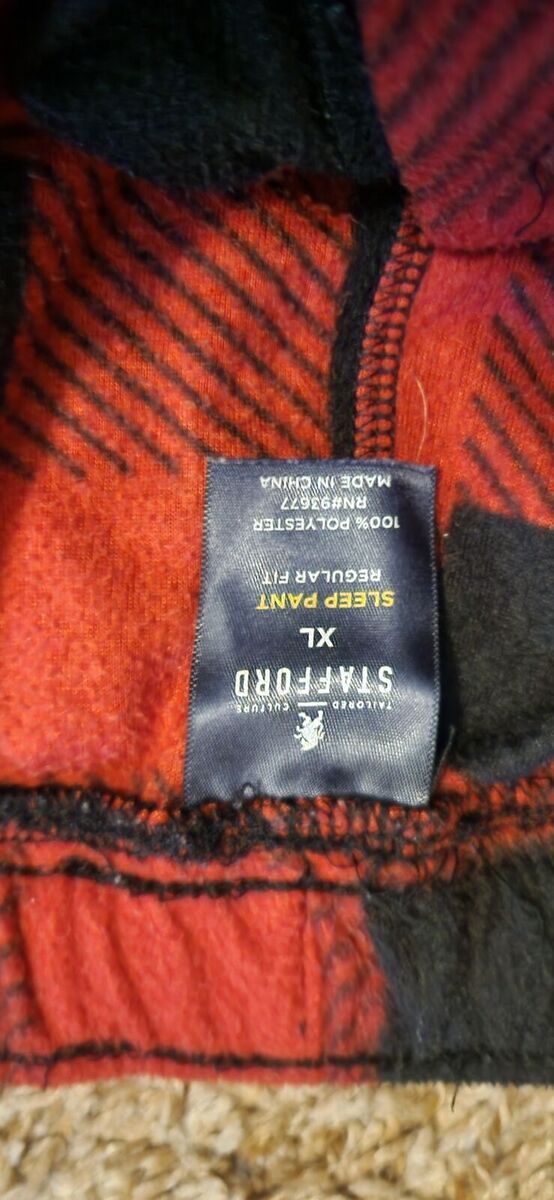 TAILORED CULTURE
STAFFORD
XL
SLEEP PANT
REGULAR FIT
100% POLYESTER
RN#93677
MADE IN CHINA